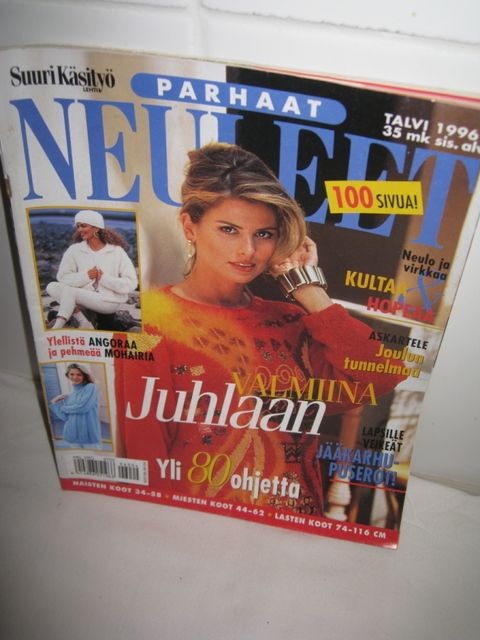 Suuri Käsityö
LEHTI
PARHAAT
NEULEET
TALVI 1996
35 mk sis. alv
100 SIVUA!
Neulo ja
virkkaa
KULTAA
&
HOPEAA
Ylellistä ANGORAA
ja pehmeää MOHAIRIA
ASKARTELE
Joulun
tunnelmaa
VALMIINA
Juhlaan
LAPSILLE
VEIKEÄT
JÄÄKARHU-
PUSEROT!
Yli 80 ohjetta
NAISTEN KOOT 34-58 • MIESTEN KOOT 44-62 • LASTEN KOOT 74-116 CM